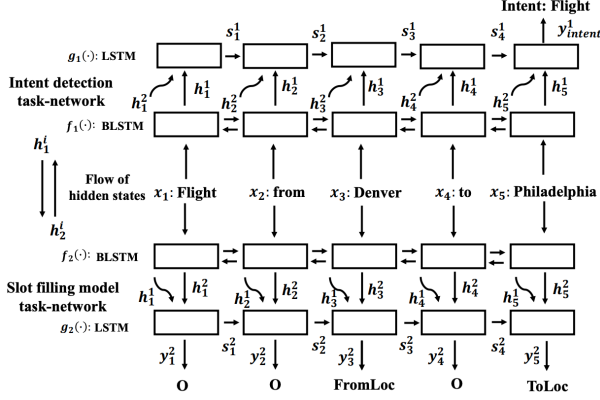 Intent: Flight
s₁¹ s₂¹ s₃¹ s₄¹ y¹ᵢₙₜₑₙₜ
g₁(·): LSTM
Intent detection
task-network
h₁² h₁¹ h₂² h₂¹ h₃² h₃¹ h₄² h₄¹ h₅² h₅¹
f₁(·): BLSTM
h₁ⁱ
Flow of
hidden states
x₁: Flight x₂: from x₃: Denver x₄: to x₅: Philadelphia
h₂ⁱ
f₂(·): BLSTM
Slot filling model
task-network
h₁¹ h₁² h₂¹ h₂² h₃¹ h₃² h₄¹ h₄² h₅¹ h₅²
g₂(·): LSTM
s₁² s₂² s₃² s₄²
y₁² y₂² y₃² y₄² y₅²
O O FromLoc O ToLoc